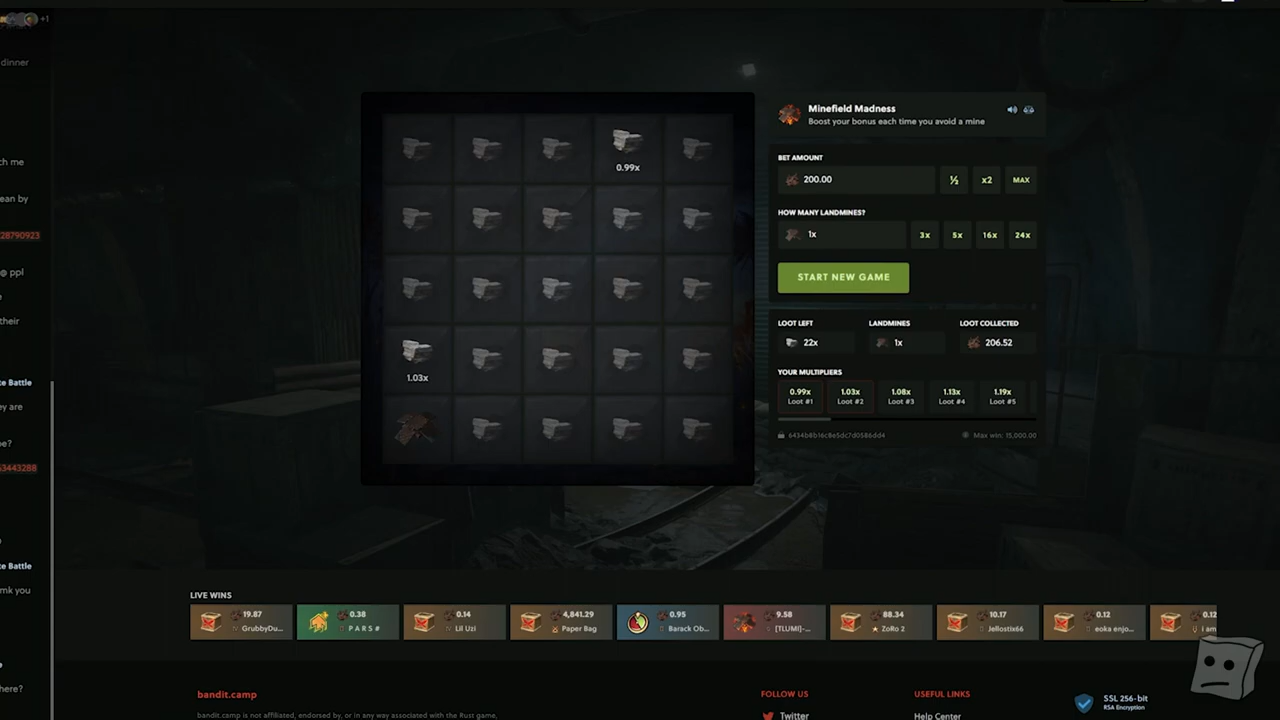 +1
dinner
ch me
ean by
28790923
@ ppl
their
te Battle
ey are
pe?
63443288
te Battle
mk you
here?
0.99x
1.03x
Minefield Madness
Boost your bonus each time you avoid a mine
BET AMOUNT
200.00
½ x2 MAX
HOW MANY LANDMINES?
1x
3x 5x 16x 24x
START NEW GAME
LOOT LEFT LANDMINES LOOT COLLECTED
22x 1x 206.52
YOUR MULTIPLIERS
0.99x 1.03x 1.08x 1.13x 1.19x
Loot #1 Loot #2 Loot #3 Loot #4 Loot #5
Max win: 15,000.00
LIVE WINS
19.87 0.38 0.14 4,841.29 0.95 9.58 88.34 10.17 0.12 0.12
GrubbyDu... P A R S # Lil Uzi Paper Bag Barack Ob... [TLUMI]-... ZoRo 2 Jellostix66 eoka enjo... i am
bandit.camp
FOLLOW US
USEFUL LINKS
SSL 256-bit
RSA Encryption
bandit.camp is not affiliated, endorsed by, or in any way associated with the Rust game,
Twitter
Help Center